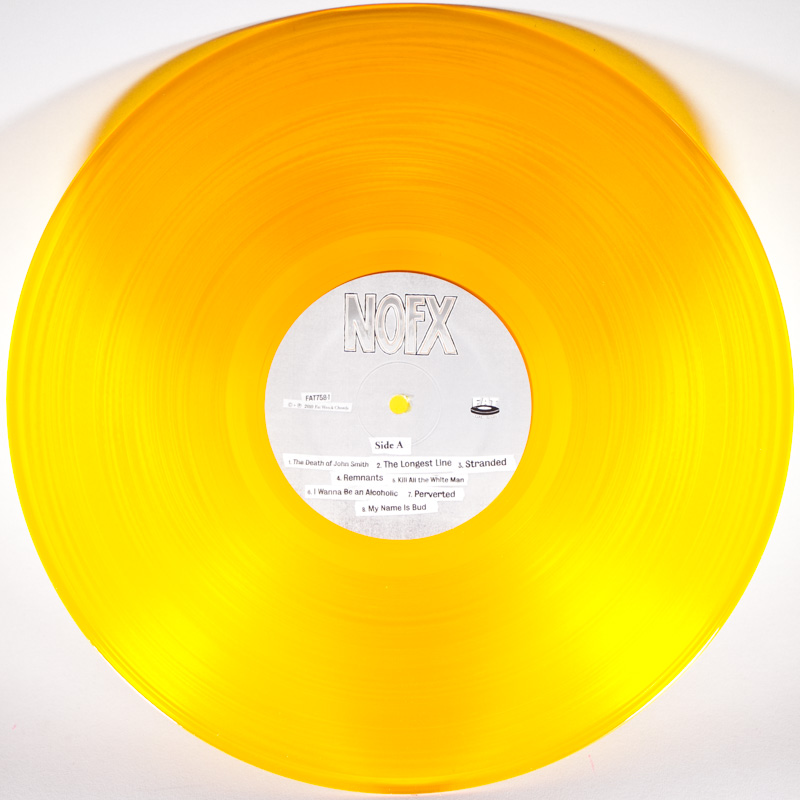 NOFX
FAT758-1
FAT
Side A
1. The Death of John Smith 2. The Longest Line 3. Stranded
4. Remnants 5. Kill All the White Man
6. I Wanna Be an Alcoholic 7. Perverted
8. My Name Is Bud